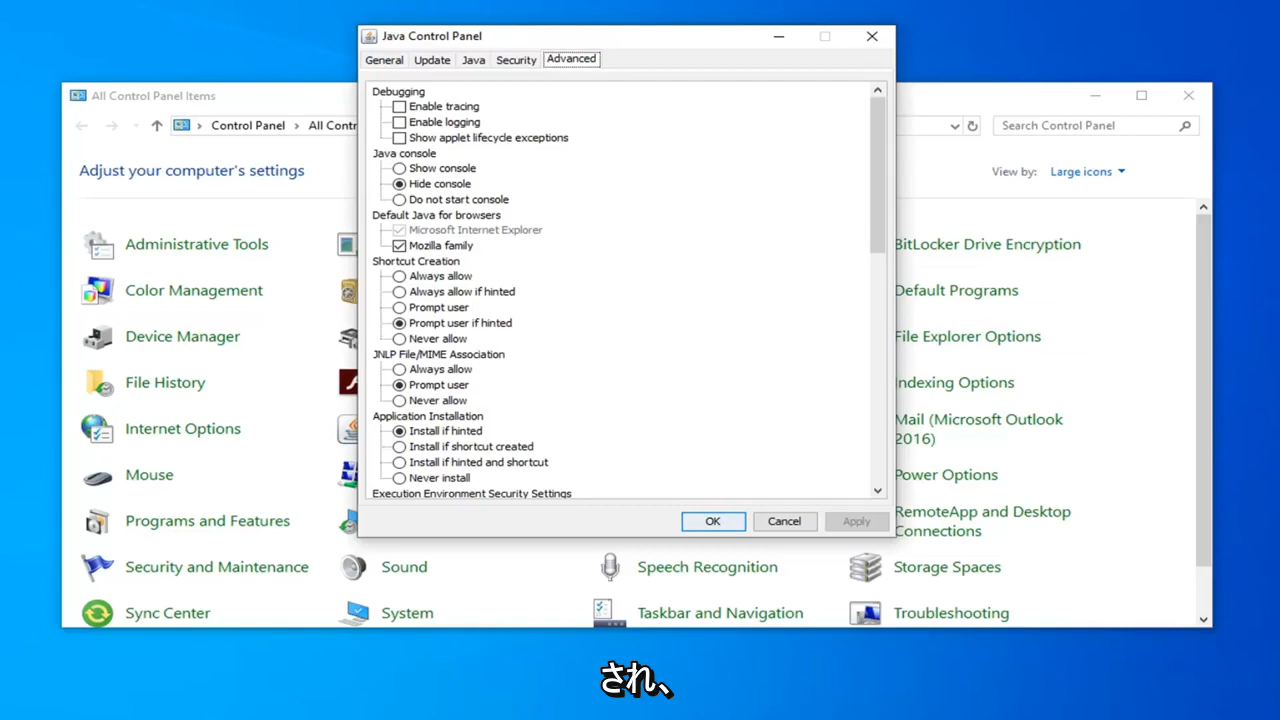 Java Control Panel
General Update Java Security Advanced
Debugging
Enable tracing
Enable logging
Show applet lifecycle exceptions
Java console
Show console
Hide console
Do not start console
Default Java for browsers
Microsoft Internet Explorer
Mozilla family
Shortcut Creation
Always allow
Always allow if hinted
Prompt user
Prompt user if hinted
Never allow
JNLP File/MIME Association
Always allow
Prompt user
Never allow
Application Installation
Install if hinted
Install if shortcut created
Install if hinted and shortcut
Never install
Execution Environment Security Settings
OK Cancel Apply
All Control Panel Items
Control Panel All Contr
Search Control Panel
Adjust your computer's settings
View by: Large icons
Administrative Tools
BitLocker Drive Encryption
Color Management
Default Programs
Device Manager
File Explorer Options
File History
Indexing Options
Internet Options
Mail (Microsoft Outlook
2016)
Mouse
Power Options
Programs and Features
RemoteApp and Desktop
Connections
Security and Maintenance
Sound
Speech Recognition
Storage Spaces
Sync Center
System
Taskbar and Navigation
Troubleshooting
され、